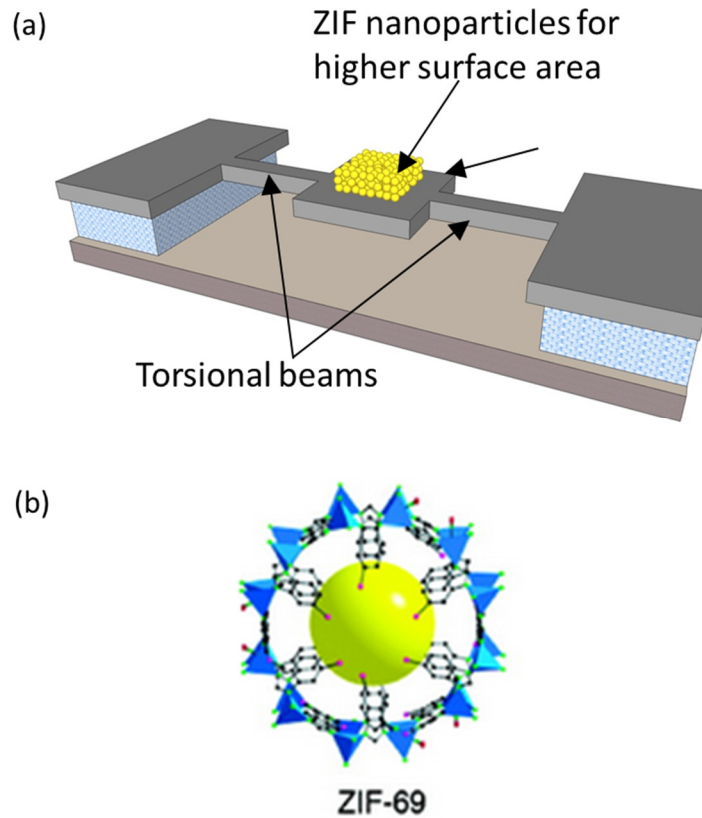 (a)
ZIF nanoparticles for
higher surface area
Torsional beams
(b)
ZIF-69